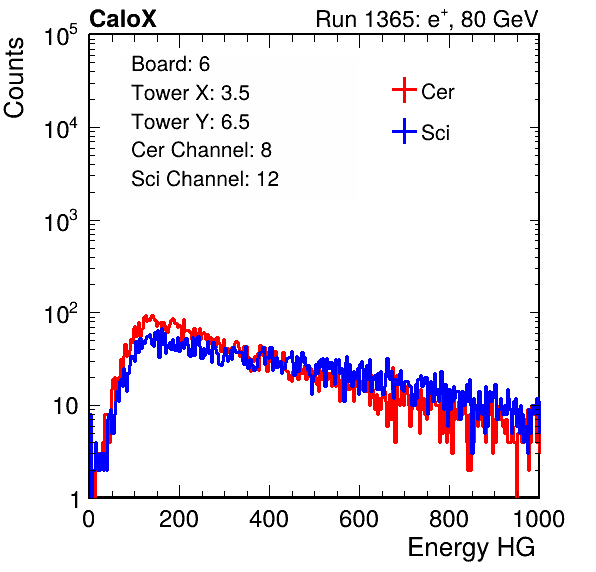 CaloX Run 1365: e⁺, 80 GeV
Board: 6
Tower X: 3.5
Tower Y: 6.5
Cer Channel: 8
Sci Channel: 12
Cer
Sci
Counts
10⁵
10⁴
10³
10²
10
1
0 200 400 600 800 1000
Energy HG